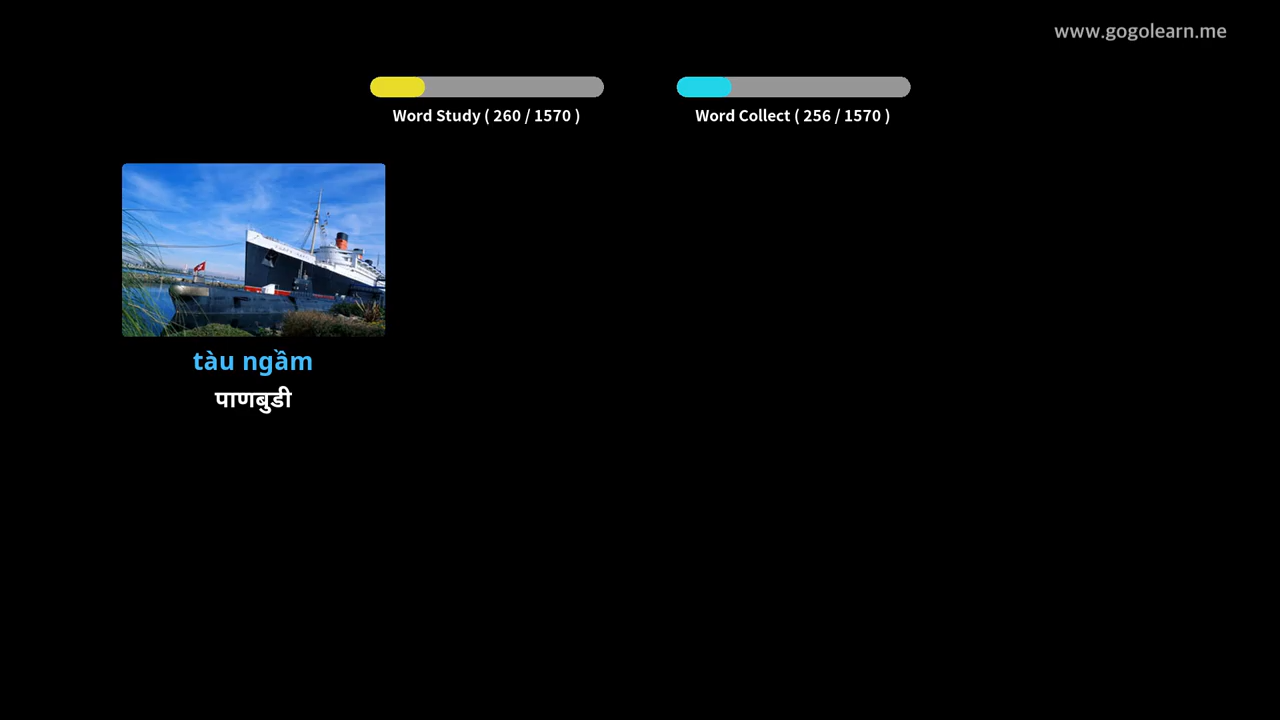 www.gogolearn.me
Word Study ( 260 / 1570 )
Word Collect ( 256 / 1570 )
tàu ngầm
पाणबुडी